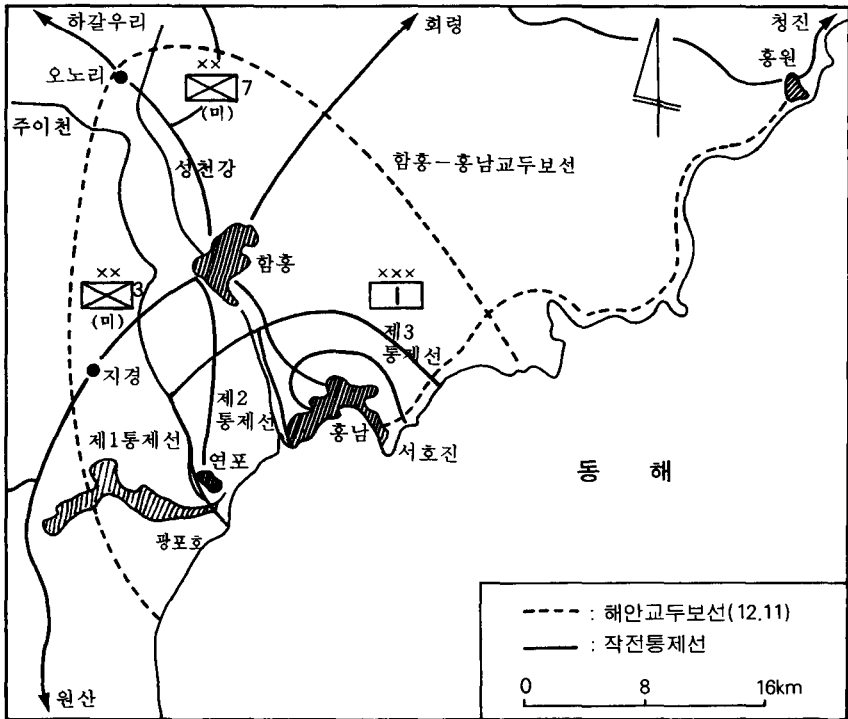 하갈우리
회령
청진
홍원
오노리
××
7
(미)
주이천
성천강
함흥-흥남교두보선
함흥
××
3
(미)
×××
I
제3
통제선
지경
제2
통제선
흥남
제1통제선
연포
서호진
동 해
광포호
원산
: 해안교두보선(12.11)
: 작전통제선
0 8 16km